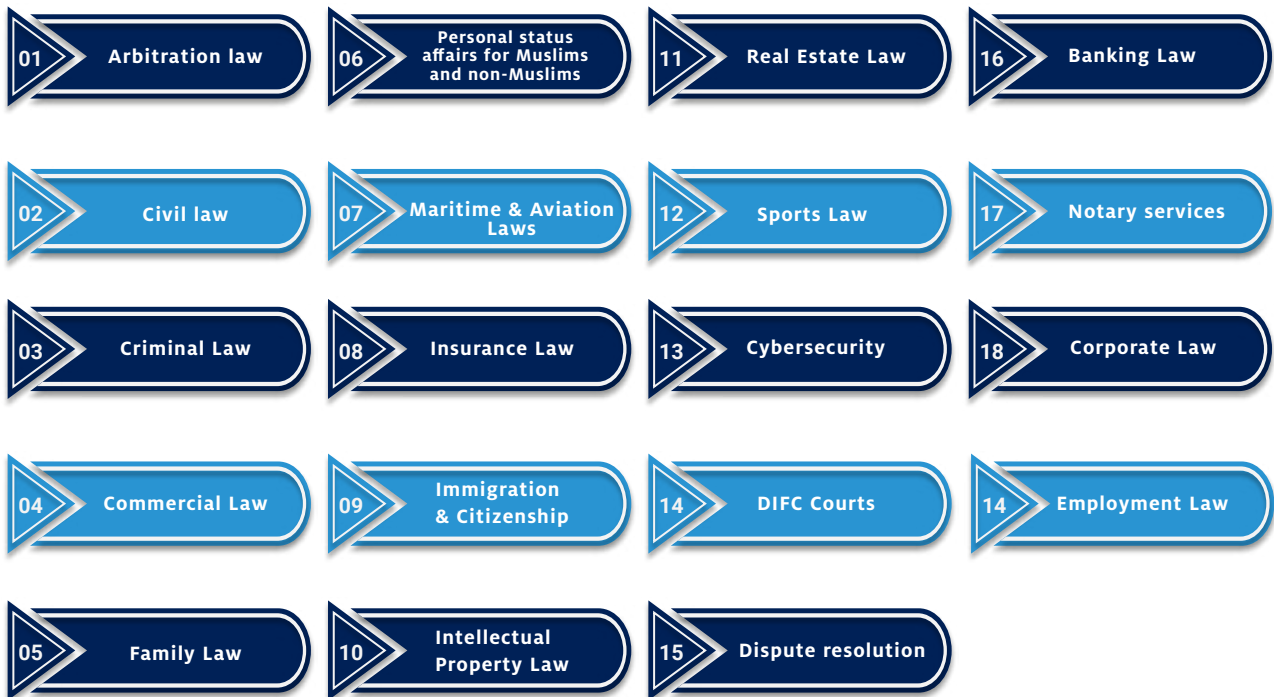 01
Arbitration law
06
Personal status
affairs for Muslims
and non-Muslims
11
Real Estate Law
16
Banking Law
02
Civil law
07
Maritime & Aviation
Laws
12
Sports Law
17
Notary services
03
Criminal Law
08
Insurance Law
13
Cybersecurity
18
Corporate Law
04
Commercial Law
09
Immigration
& Citizenship
14
DIFC Courts
14
Employment Law
05
Family Law
10
Intellectual
Property Law
15
Dispute resolution